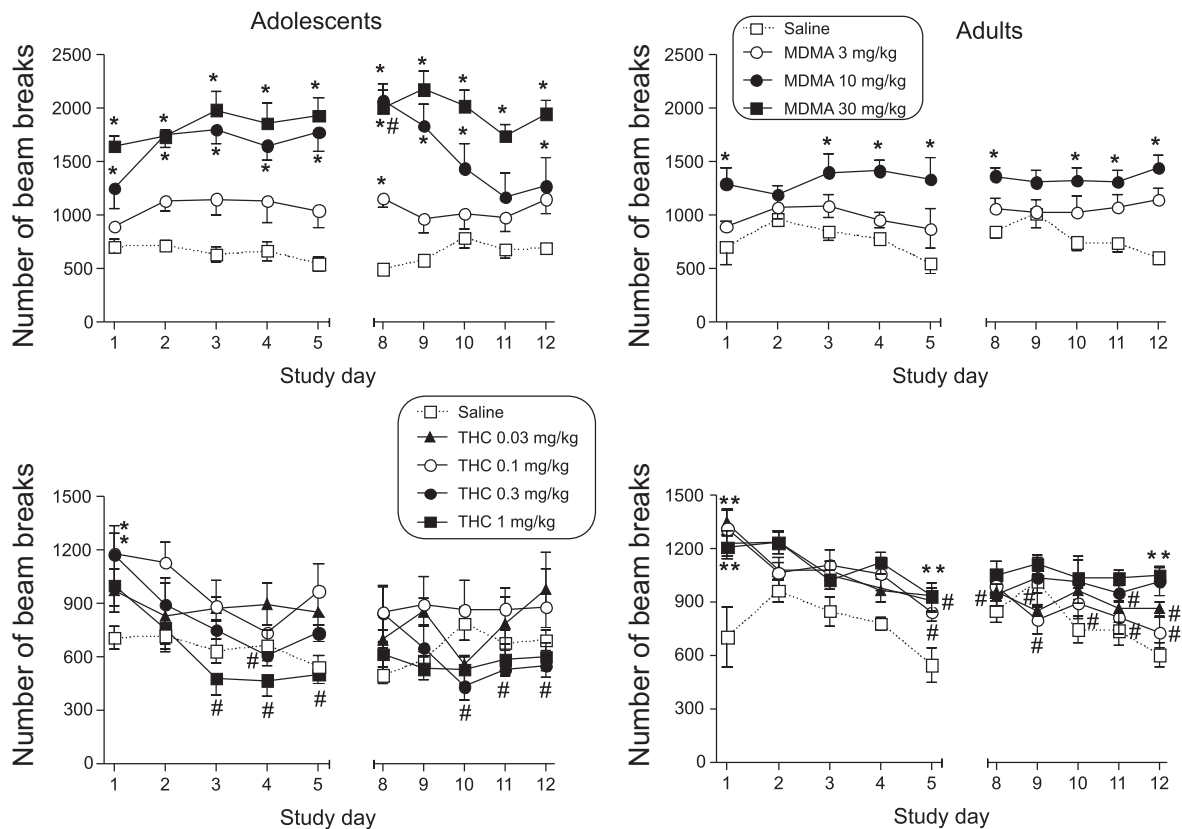 Adolescents
Number of beam breaks
2500
2000
1500
1000
500
0
* * * * *
* * * * *
* * * * * *
*# * * *
*
1 2 3 4 5 8 9 10 11 12
Study day
Adults
Saline
MDMA 3 mg/kg
MDMA 10 mg/kg
MDMA 30 mg/kg
Number of beam breaks
2500
2000
1500
1000
500
0
* * * * * * * *
1 2 3 4 5 8 9 10 11 12
Study day
Saline
THC 0.03 mg/kg
THC 0.1 mg/kg
THC 0.3 mg/kg
THC 1 mg/kg
Number of beam breaks
1500
1200
900
600
300
0
*
*
#
# # # # # #
1 2 3 4 5 8 9 10 11 12
Study day
Number of beam breaks
1500
1200
900
600
300
0
**
**
** **
# # # # #
# # # # #
#
1 2 3 4 5 8 9 10 11 12
Study day